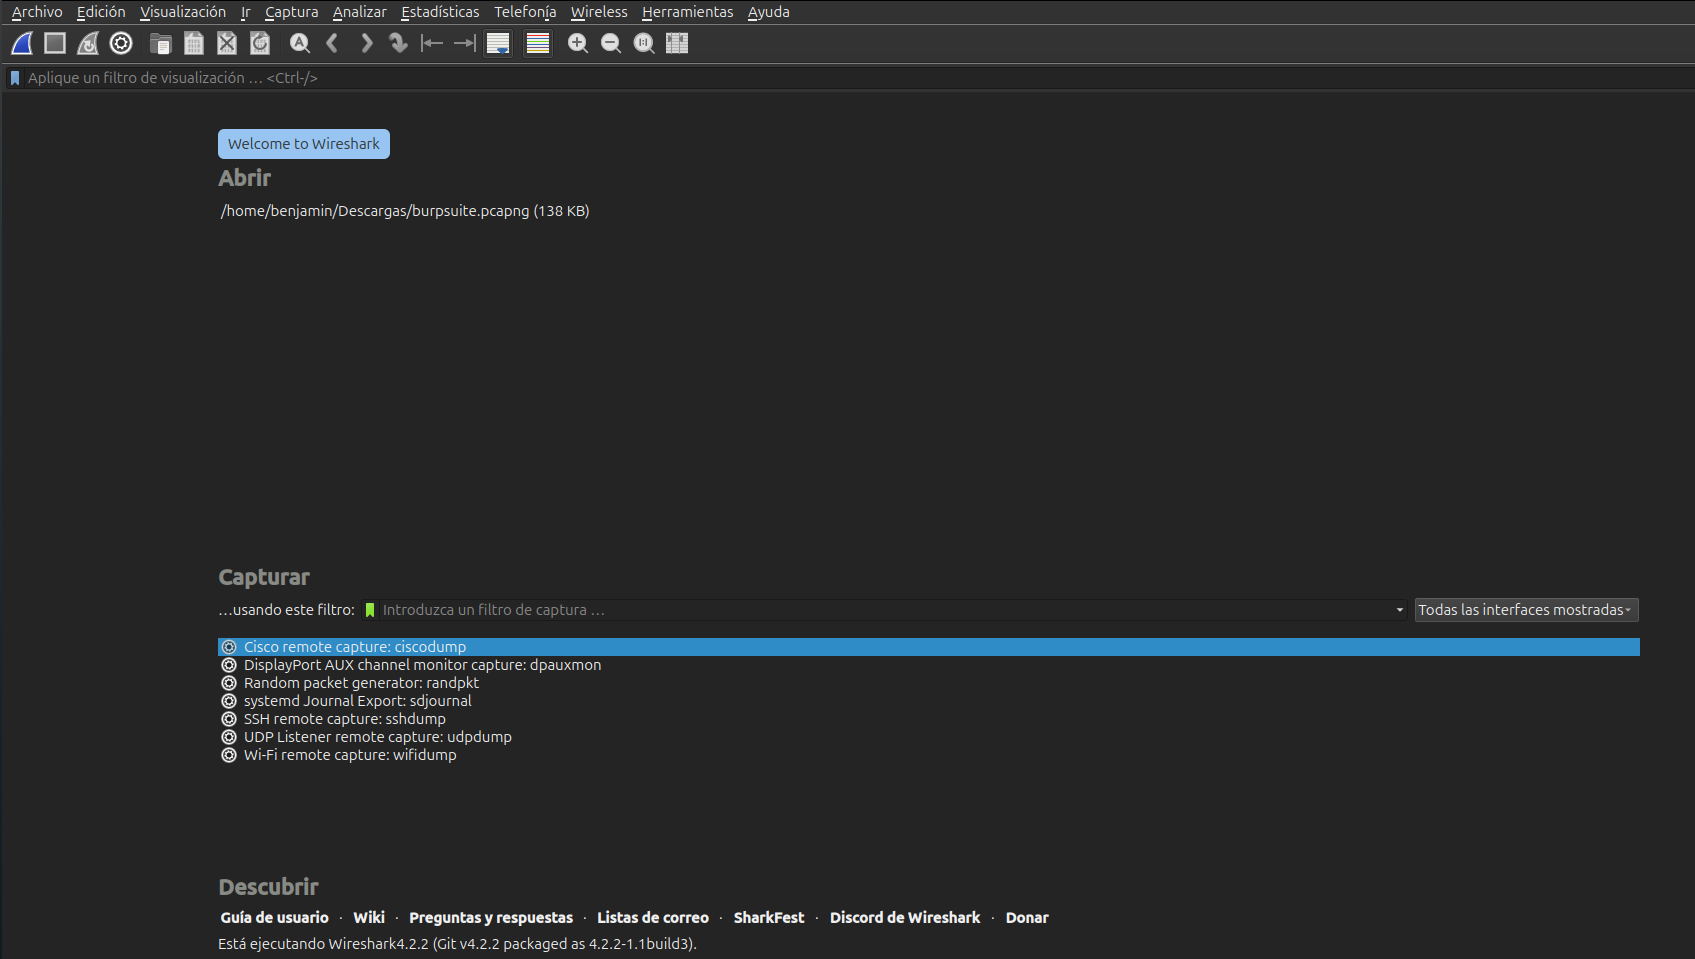 Archivo Edición Visualización Ir Captura Analizar Estadísticas Telefonía Wireless Herramientas Ayuda
Aplique un filtro de visualización … <Ctrl-/>
Welcome to Wireshark
Abrir
/home/benjamin/Descargas/burpsuite.pcapng (138 KB)
Capturar
…usando este filtro: Introduzca un filtro de captura … Todas las interfaces mostradas
Cisco remote capture: ciscodump
DisplayPort AUX channel monitor capture: dpauxmon
Random packet generator: randpkt
systemd Journal Export: sdjournal
SSH remote capture: sshdump
UDP Listener remote capture: udpdump
Wi-Fi remote capture: wifidump
Descubrir
Guía de usuario · Wiki · Preguntas y respuestas · Listas de correo · SharkFest · Discord de Wireshark · Donar
Está ejecutando Wireshark4.2.2 (Git v4.2.2 packaged as 4.2.2-1.1build3).